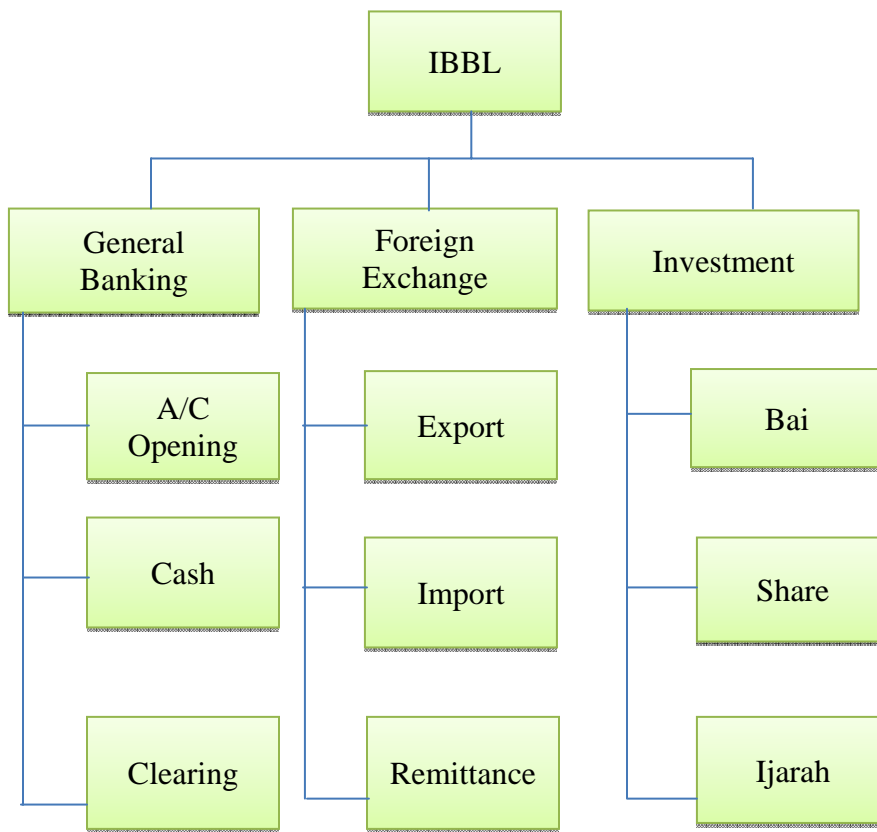 IBBL
General
Banking
Foreign
Exchange
Investment
A/C
Opening
Export
Bai
Cash
Import
Share
Clearing
Remittance
Ijarah